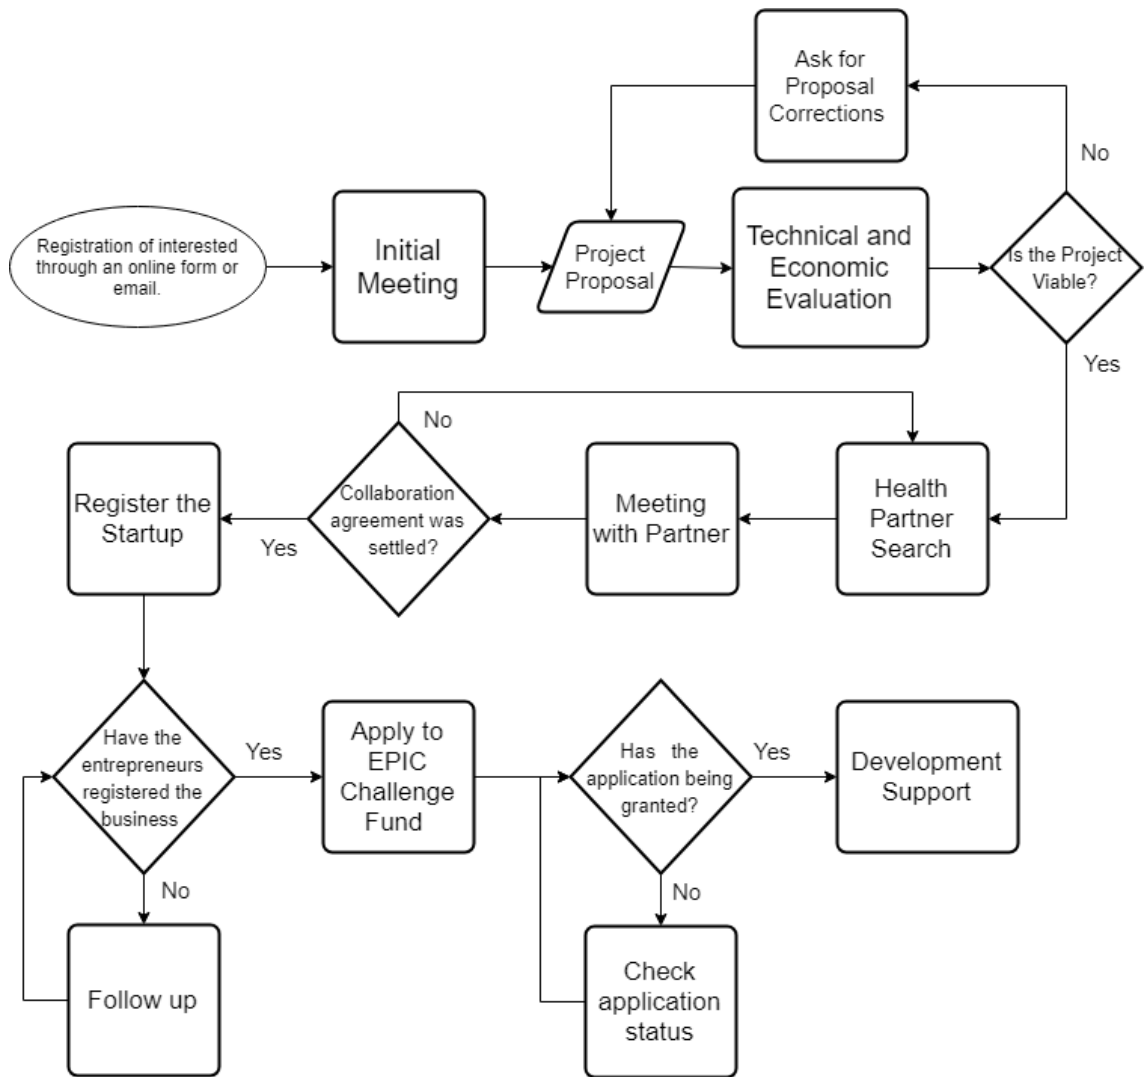 Ask for
Proposal
Corrections
No
Registration of interested
through an online form or
email.
Initial
Meeting
Project
Proposal
Technical and
Economic
Evaluation
Is the Project
Viable?
Yes
No
Register the
Startup
Yes
Collaboration
agreement was
settled?
Meeting
with Partner
Health
Partner
Search
Have the
entrepreneurs
registered the
business
Yes
Apply to
EPIC
Challenge
Fund
Has the
application being
granted?
Yes
Development
Support
No
Follow up
No
Check
application
status